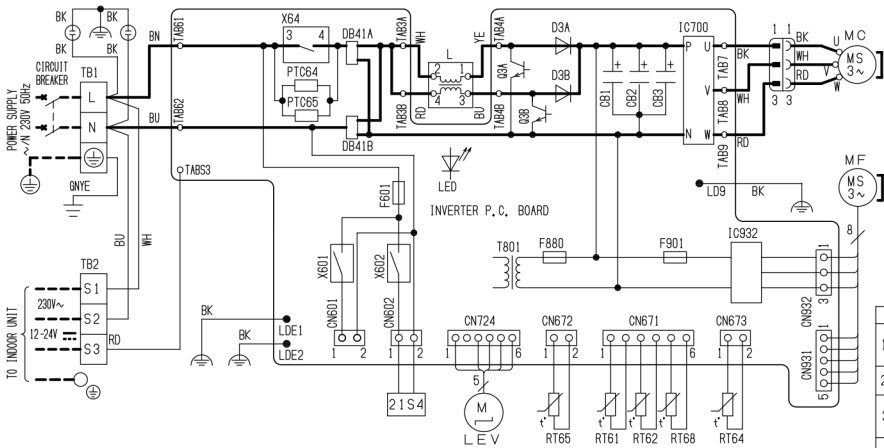 BK
BK
BK
BK
CIRCUIT
BREAKER
POWER SUPPLY
~/N 230V 50Hz
TB1
L
N
GNYE
BN
BU
TAB61
TAB62
TABS3
X64
3 4
PTC64
PTC65
DB41A
DB41B
TAB3A
TAB3B
WH
RD
L
2 1
4 3
YE
BU
TAB4A
TAB4B
Q3A
Q3B
D3A
D3B
CB1
CB2
CB3
+
+
+
IC700
P
N
U
V
W
TAB7
TAB8
TAB9
BK
WH
RD
1 1
3 3
BK
WH
RD
U
V
W
MC
MS
3~
LED
INVERTER P.C. BOARD
LD9
BK
MF
MS
3~
8
F601
X601
X602
CN601
CN602
1 2
1 2
21S4
T801
F880
F901
IC932
CN932
1
3
CN931
1
5
BU
WH
TB2
S1
S2
S3
230V~
12-24V
RD
TO INDOOR UNIT
BK
BK
LDE1
LDE2
CN724
1 6
5
M
LEV
CN672
1 2
t°
RT65
CN671
1 6
t°
t°
t°
RT61
RT62
RT68
CN673
1 2
t°
RT64
1
2
3